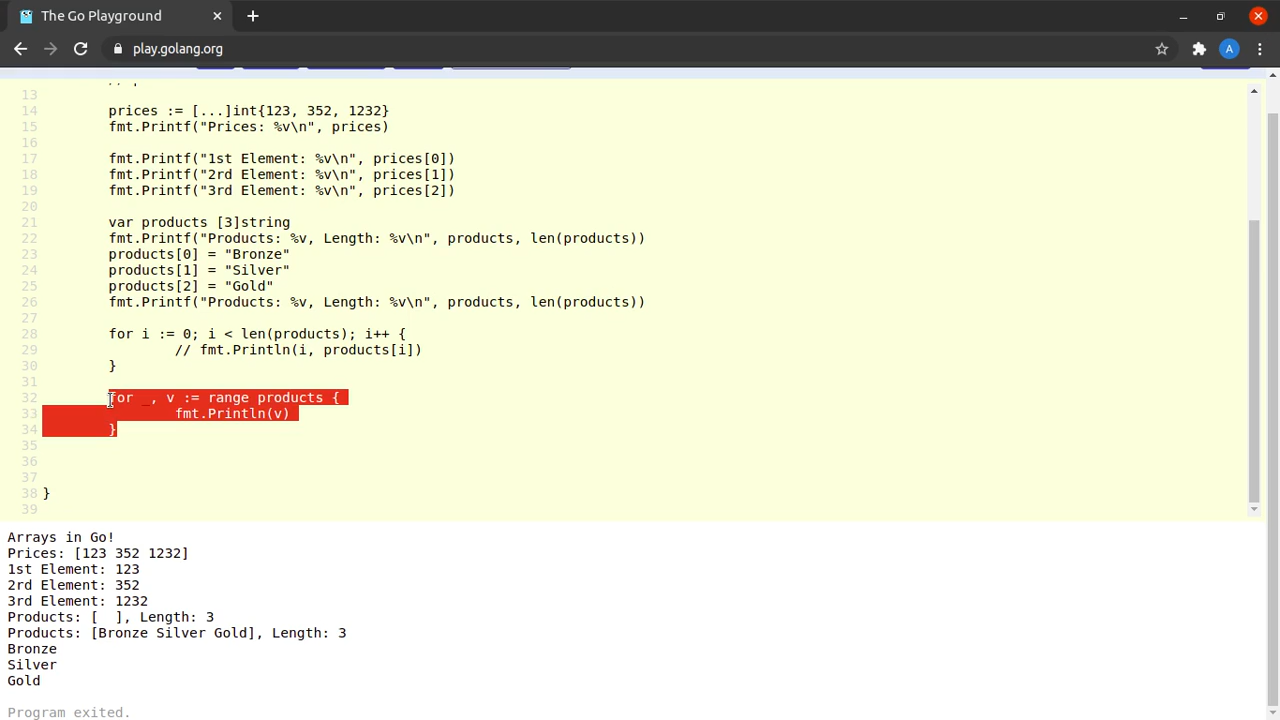 The Go Playground
play.golang.org
A
13
14 prices := [...]int{123, 352, 1232}
15 fmt.Printf("Prices: %v\n", prices)
16
17 fmt.Printf("1st Element: %v\n", prices[0])
18 fmt.Printf("2rd Element: %v\n", prices[1])
19 fmt.Printf("3rd Element: %v\n", prices[2])
20
21 var products [3]string
22 fmt.Printf("Products: %v, Length: %v\n", products, len(products))
23 products[0] = "Bronze"
24 products[1] = "Silver"
25 products[2] = "Gold"
26 fmt.Printf("Products: %v, Length: %v\n", products, len(products))
27
28 for i := 0; i < len(products); i++ {
29 // fmt.Println(i, products[i])
30 }
31
32 for _, v := range products {
33 fmt.Println(v)
34 }
35
36
37
38 }
39
Arrays in Go!
Prices: [123 352 1232]
1st Element: 123
2rd Element: 352
3rd Element: 1232
Products: [  ], Length: 3
Products: [Bronze Silver Gold], Length: 3
Bronze
Silver
Gold
Program exited.